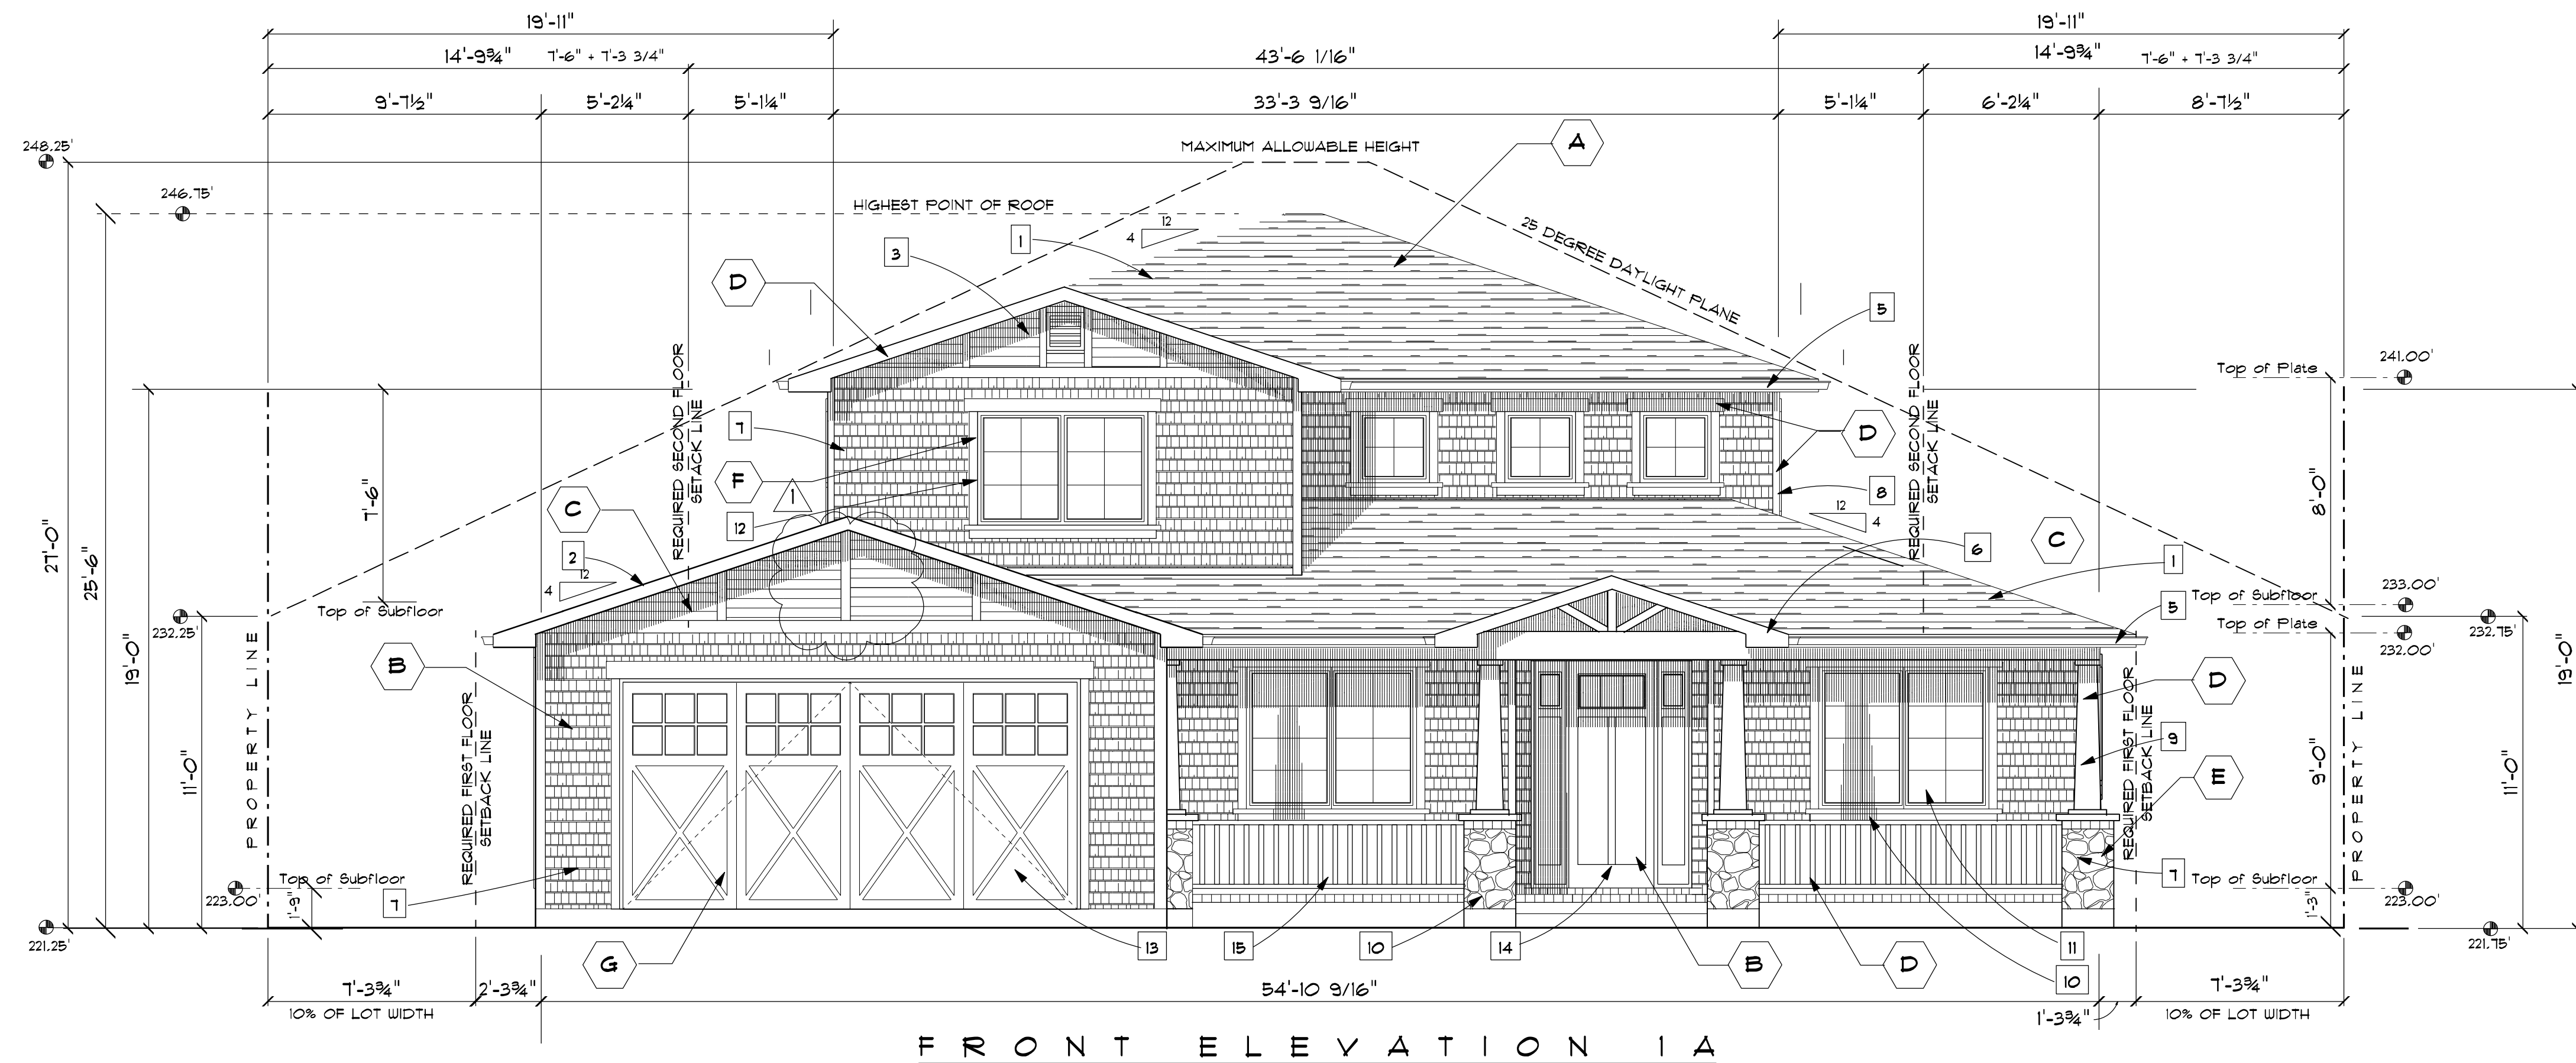 19'-11"
19'-11"
14'-9¾" 7'-6" + 7'-3 3/4"
43'-6 1/16"
14'-9¾" 7'-6" + 7'-3 3/4"
9'-7½"
5'-2¼"
5'-1¼"
33'-3 9/16"
5'-1¼"
6'-2¼"
8'-7½"
248.25'
MAXIMUM ALLOWABLE HEIGHT
A
246.75'
HIGHEST POINT OF ROOF
12
4
1
3
D
25 DEGREE DAYLIGHT PLANE
5
REQUIRED SECOND FLOOR
SETACK LINE
REQUIRED SECOND FLOOR
SETACK LINE
Top of Plate
241.00'
7
F
1
12
C
2
12
4
D
8
12
4
6
C
1
27'-0"
25'-6"
19'-0"
7'-6"
11'-0"
8'-0"
Top of Subfloor
232.25'
Top of Subfloor
233.00'
5
Top of Plate
232.00'
232.75'
19'-0"
B
PROPERTY LINE
REQUIRED FIRST FLOOR
SETBACK LINE
REQUIRED FIRST FLOOR
SETBACK LINE
PROPERTY LINE
D
9
E
9'-0"
11'-0"
7
Top of Subfloor
223.00'
1'-9"
7
Top of Subfloor
223.00'
1'-3"
221.25'
221.75'
G
13
15
10
14
B
D
11
10
7'-3¾"
2'-3¾"
54'-10 9/16"
7'-3¾"
10% OF LOT WIDTH
1'-3¾"
10% OF LOT WIDTH
FRONT ELEVATION 1A